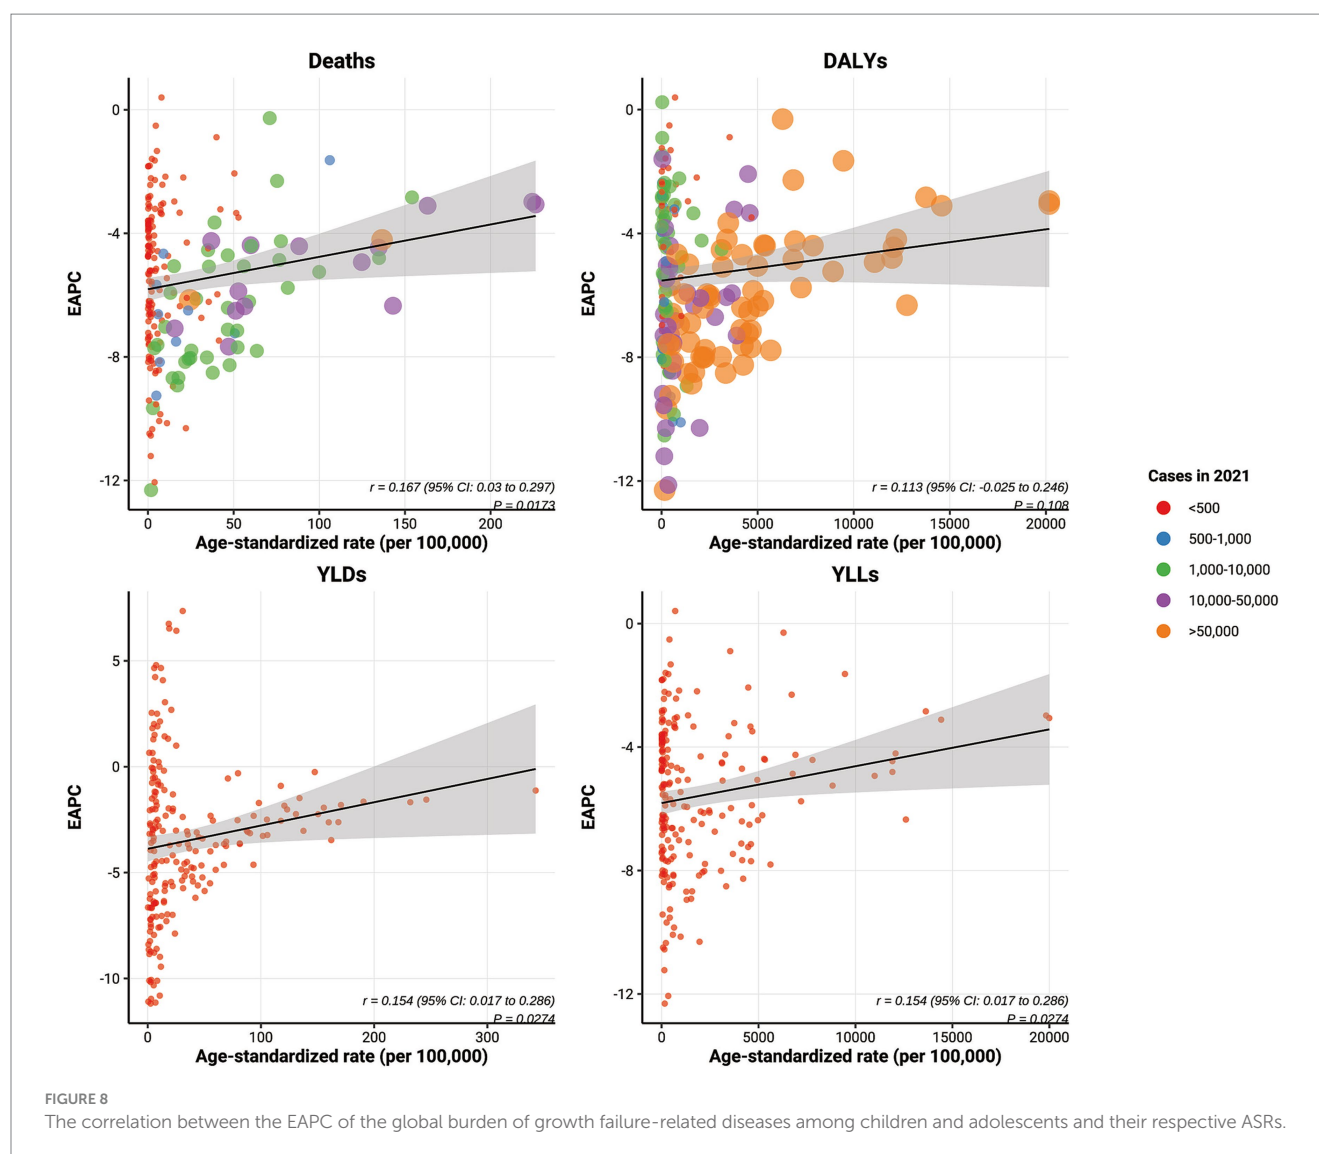 Deaths
0
-4
-8
-12
EAPC
r = 0.167 (95% CI: 0.03 to 0.297)
P = 0.0173
0 50 100 150 200
Age-standardized rate (per 100,000)
DALYs
0
-4
-8
-12
EAPC
r = 0.113 (95% CI: -0.025 to 0.246)
P = 0.108
0 5000 10000 15000 20000
Age-standardized rate (per 100,000)
YLDs
5
0
-5
-10
EAPC
r = 0.154 (95% CI: 0.017 to 0.286)
P = 0.0274
0 100 200 300
Age-standardized rate (per 100,000)
YLLs
0
-4
-8
-12
EAPC
r = 0.154 (95% CI: 0.017 to 0.286)
P = 0.0274
0 5000 10000 15000 20000
Age-standardized rate (per 100,000)
Cases in 2021
<500
500-1,000
1,000-10,000
10,000-50,000
>50,000
FIGURE 8
The correlation between the EAPC of the global burden of growth failure-related diseases among children and adolescents and their respective ASRs.